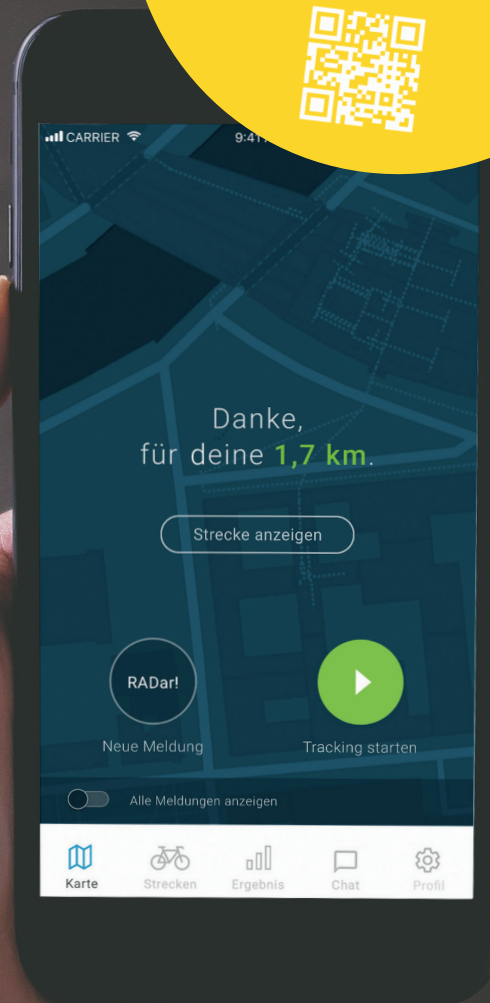 CARRIER
9:41
Danke,
für deine 1,7 km.
Strecke anzeigen
RADar!
Neue Meldung
Tracking starten
Alle Meldungen anzeigen
Karte
Strecken
Ergebnis
Chat
Profil